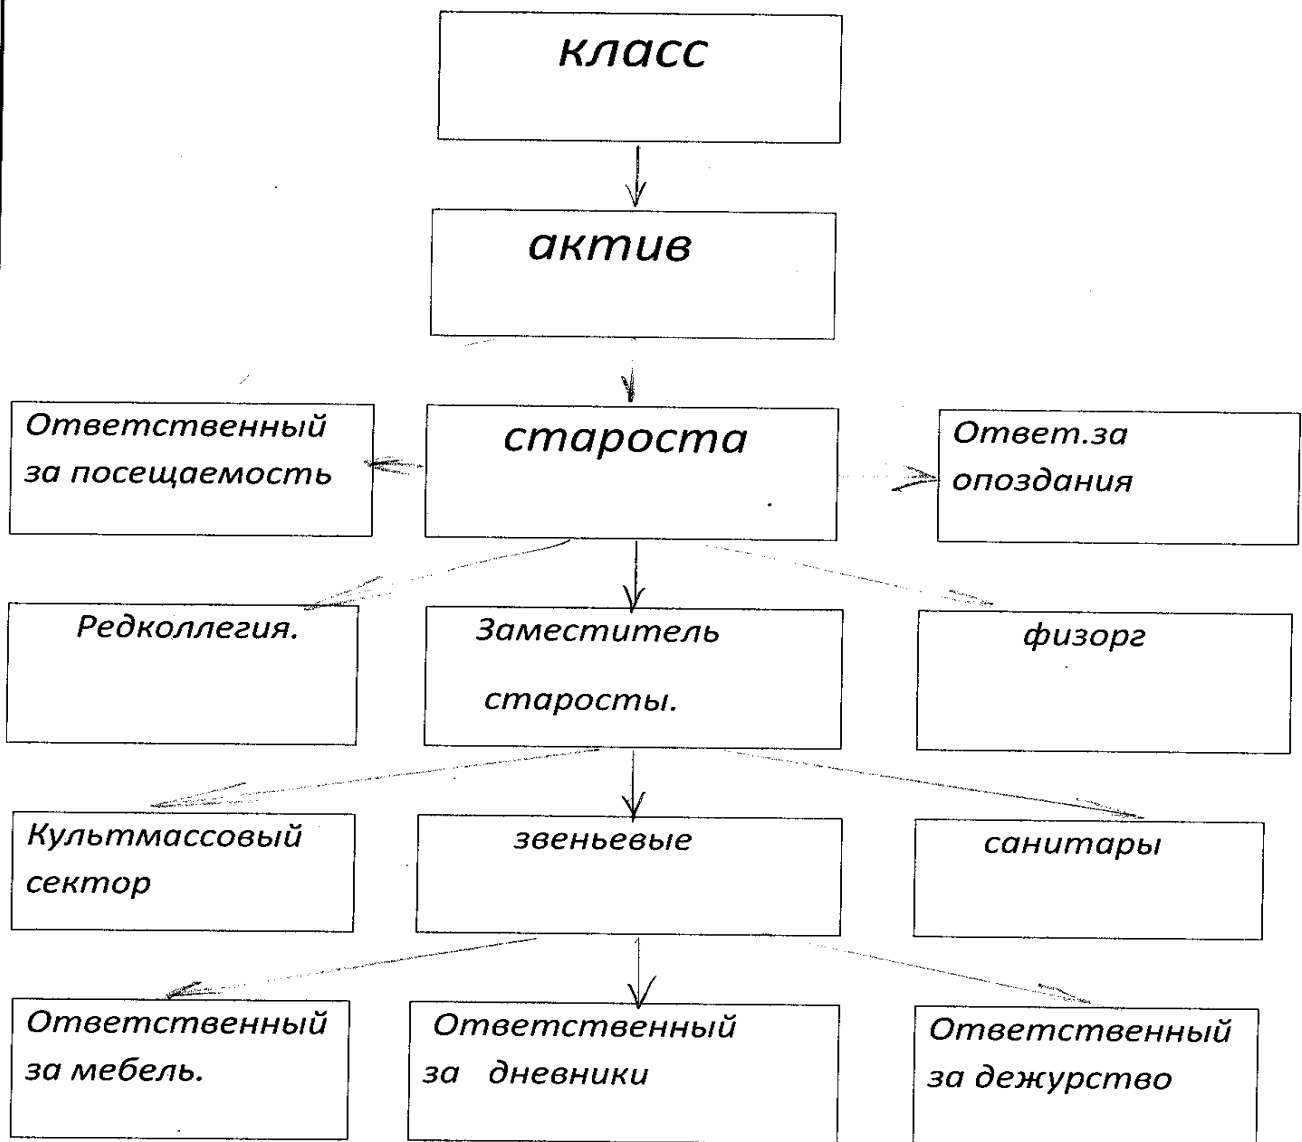 класс
актив
Ответственный
за посещаемость
староста
Ответ.за
опоздания
Редколлегия.
Заместитель
старосты.
физорг
Культмассовый
сектор
звеньевые
санитары
Ответственный
за мебель.
Ответственный
за дневники
Ответственный
за дежурство